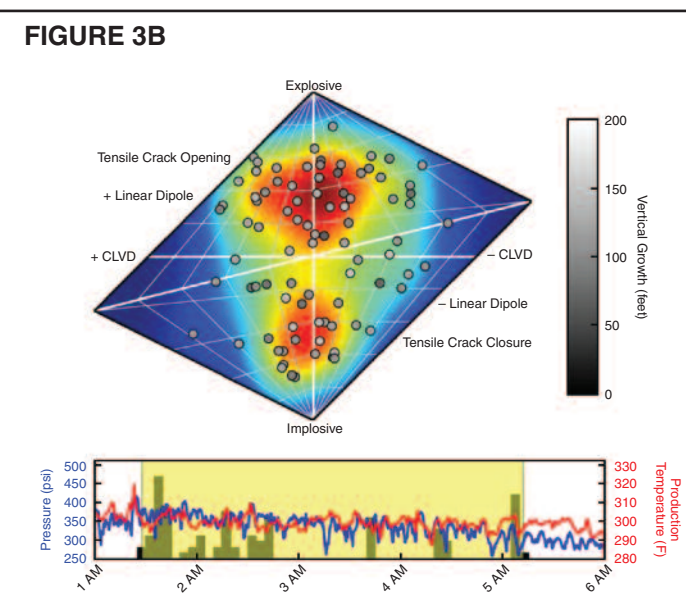 FIGURE 3B
Explosive
Tensile Crack Opening
+ Linear Dipole
+ CLVD
– CLVD
– Linear Dipole
Tensile Crack Closure
Implosive
200
150
100
50
0
Vertical Growth (feet)
Pressure (psi)
500
450
400
350
300
250
330
320
310
300
290
280
Production
Temperature (F)
1 AM
2 AM
3 AM
4 AM
5 AM
6 AM